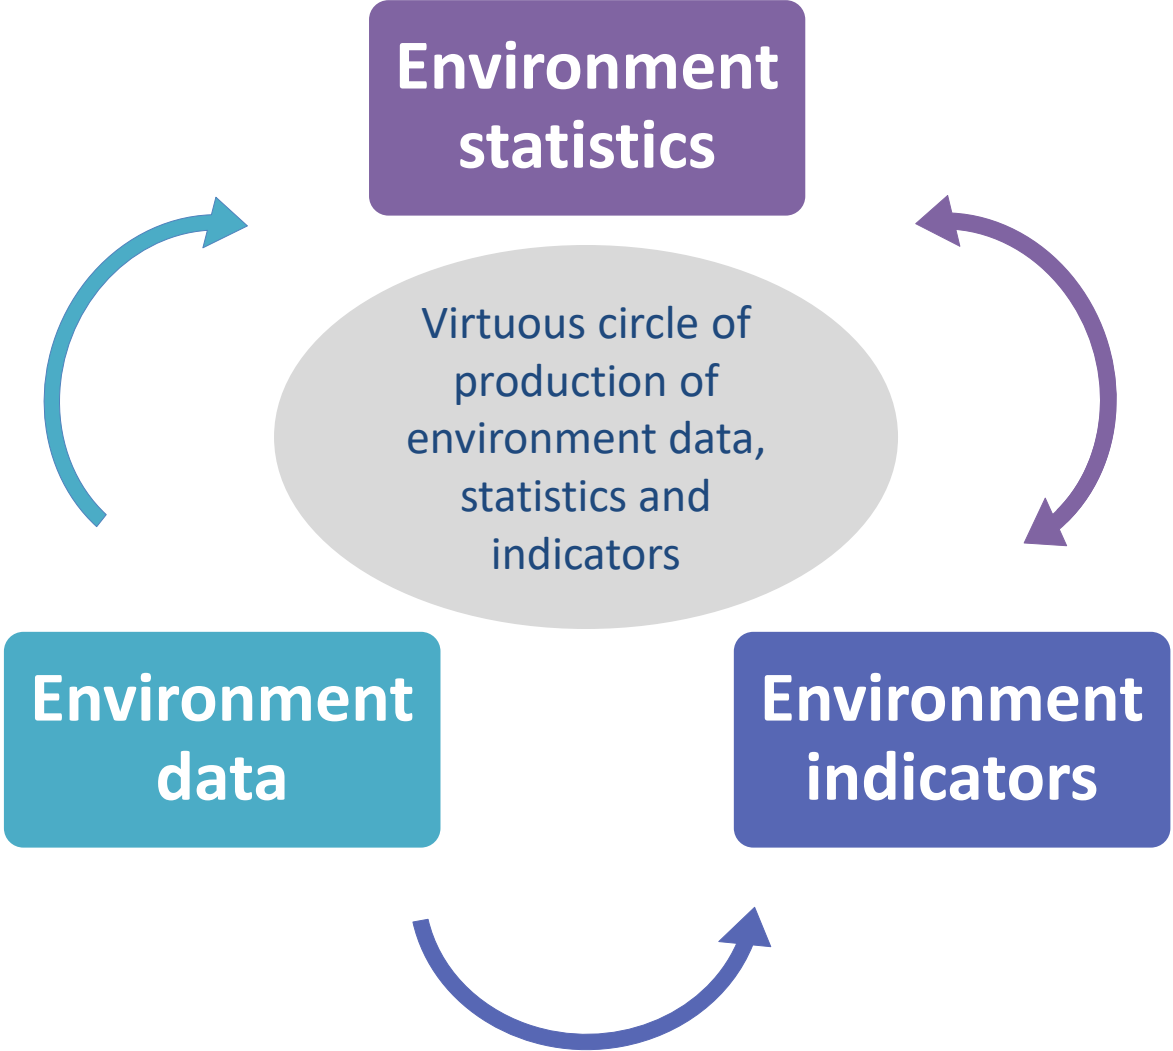 Environment
statistics
Virtuous circle of
production of
environment data,
statistics and
indicators
Environment
data
Environment
indicators